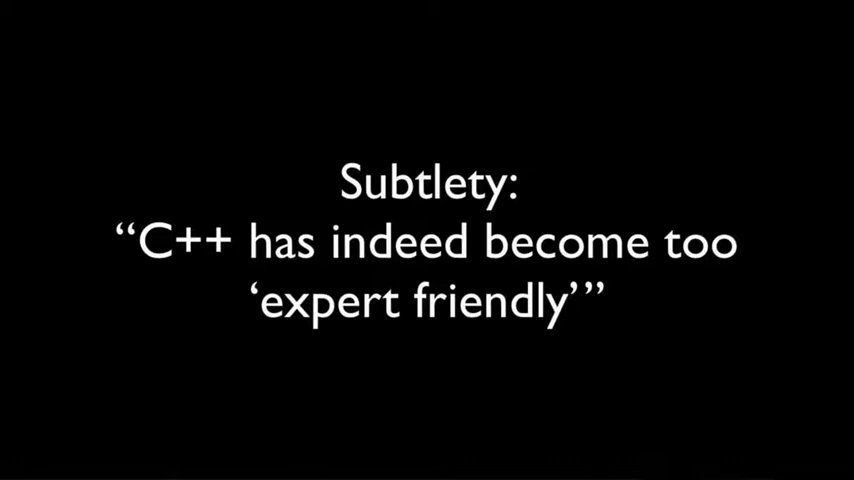 Subtlety:
“C++ has indeed become too
‘expert friendly’”